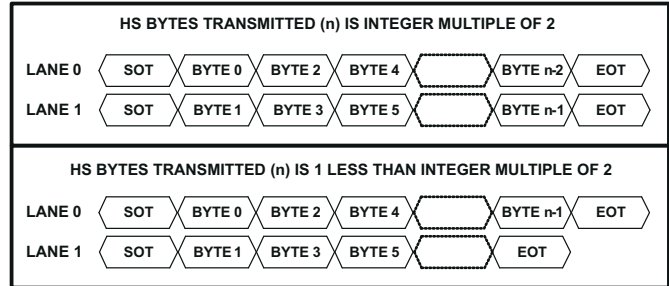 HS BYTES TRANSMITTED (n) IS INTEGER MULTIPLE OF 2
LANE 0 SOT BYTE 0 BYTE 2 BYTE 4 BYTE n-2 EOT
LANE 1 SOT BYTE 1 BYTE 3 BYTE 5 BYTE n-1 EOT
HS BYTES TRANSMITTED (n) IS 1 LESS THAN INTEGER MULTIPLE OF 2
LANE 0 SOT BYTE 0 BYTE 2 BYTE 4 BYTE n-1 EOT
LANE 1 SOT BYTE 1 BYTE 3 BYTE 5 EOT